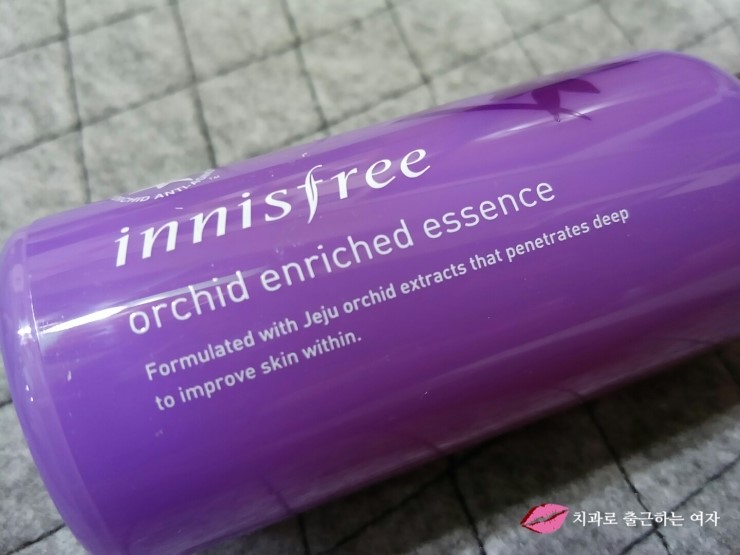 ANTI-
innisfree
orchid enriched essence
Formulated with Jeju orchid extracts that penetrates deep
to improve skin within.
치과로 출근하는 여자